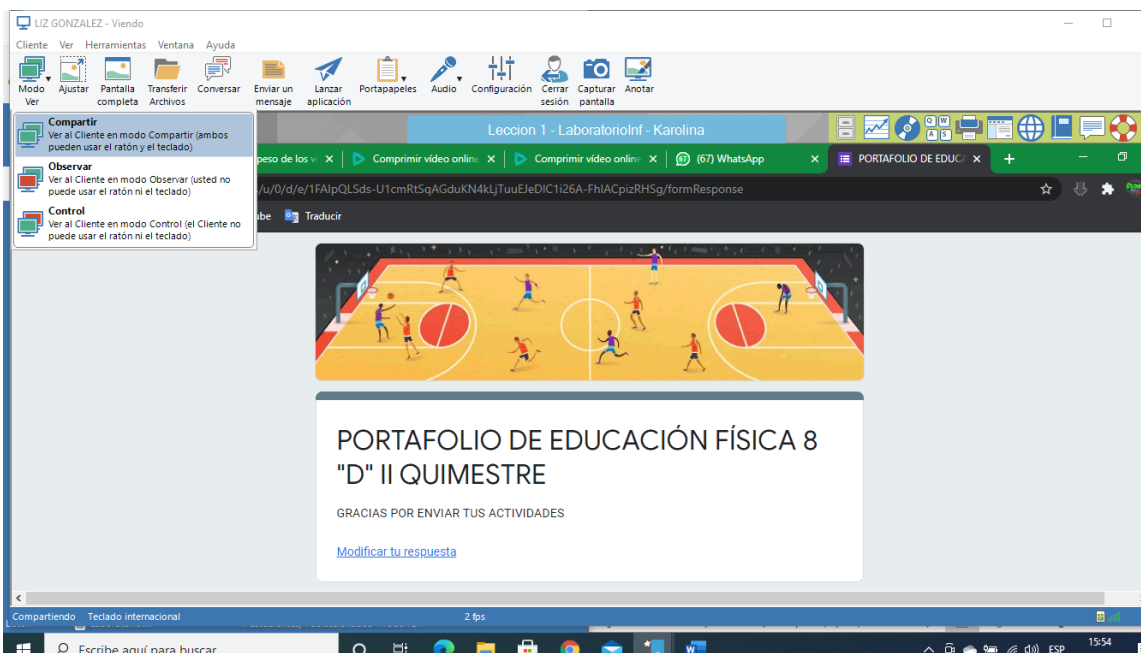 LIZ GONZALEZ - Viendo
Cliente Ver Herramientas Ventana Ayuda
Modo Ver
Ajustar
Pantalla completa
Transferir Archivos
Conversar
Enviar un mensaje
Lanzar aplicación
Portapapeles
Audio
Configuración
Cerrar sesión
Capturar pantalla
Anotar
Compartir
Ver al Cliente en modo Compartir (ambos
pueden usar el ratón y el teclado)
Observar
Ver al Cliente en modo Observar (usted no
puede usar el ratón ni el teclado)
Control
Ver al Cliente en modo Control (el Cliente no
puede usar el ratón ni el teclado)
Leccion 1 - LaboratorioInf - Karolina
peso de los Comprimir vídeo online Comprimir vídeo online (67) WhatsApp PORTAFOLIO DE EDUC
/u/0/d/e/1FAIpQLSds-U1cmRtSqAGduKN4kLjTuuEJeDIC1i26A-FhIACpizRHSg/formResponse
Traducir
PORTAFOLIO DE EDUCACIÓN FÍSICA 8
"D" II QUIMESTRE
GRACIAS POR ENVIAR TUS ACTIVIDADES
Modificar tu respuesta
Compartiendo Teclado internacional 2 fps
Escribe aquí para buscar
ESP 15:54